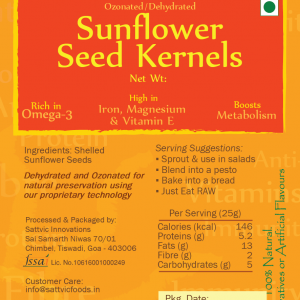 Ozonated/Dehydrated
Sunflower
Seed Kernels
Net Wt:
Rich in
Omega-3
High in
Iron, Magnesium
& Vitamin E
Boosts
Metabolism
Ingredients: Shelled
Sunflower Seeds
Dehydrated and Ozonated for
natural preservation using
our proprietary technology
Processed & Packaged by:
Sattvic Innovations
Sai Samarth Niwas 70/01
Chimbel, Tiswadi, Goa - 403006
fssai Lic. No.10616001000249
Customer Care:
info@sattvicfoods.in
Serving Suggestions:
• Sprout & use in salads
• Blend into a pesto
• Bake into a bread
• Just Eat RAW
Per Serving (25g)
Calories (kcal) 146
Proteins (g) 5.2
Fats (g) 13
Fibre (g) 2
Carbohydrates (g) 5
Pkg. Date:
100% Natural.
or Artificial Flavours